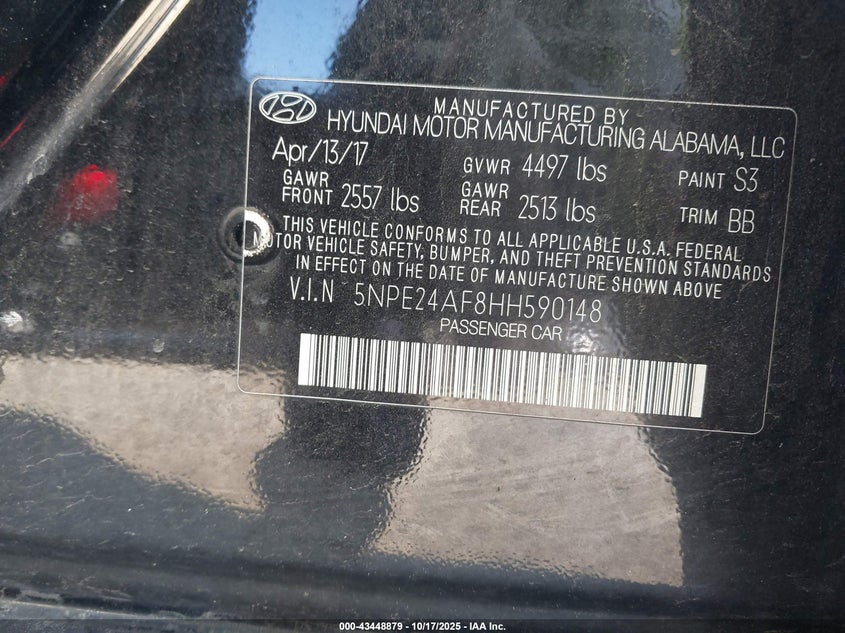 MANUFACTURED BY
HYUNDAI MOTOR MANUFACTURING ALABAMA, LLC
Apr/13/17 GVWR 4497 lbs PAINT S3
GAWR FRONT 2557 lbs GAWR REAR 2513 lbs TRIM BB
THIS VEHICLE CONFORMS TO ALL APPLICABLE U.S.A. FEDERAL
MOTOR VEHICLE SAFETY, BUMPER, AND THEFT PREVENTION STANDARDS
IN EFFECT ON THE DATE OF MANUFACTURE SHOWN ABOVE
V.I.N 5NPE24AF8HH590148
PASSENGER CAR
000-43448879 - 10/17/2025 - IAA Inc.